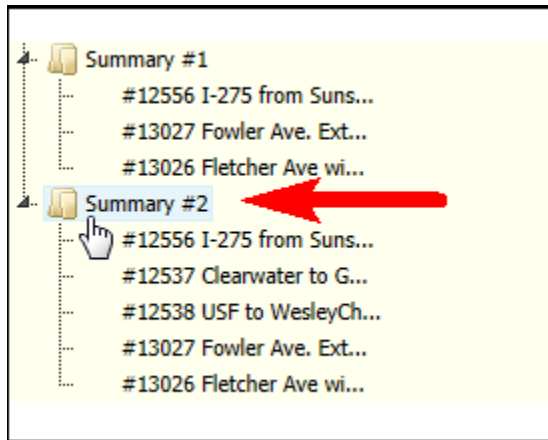 Summary #1
#12556 I-275 from Suns...
#13027 Fowler Ave. Ext...
#13026 Fletcher Ave wi...
Summary #2
#12556 I-275 from Suns...
#12537 Clearwater to G...
#12538 USF to WesleyCh...
#13027 Fowler Ave. Ext...
#13026 Fletcher Ave wi...